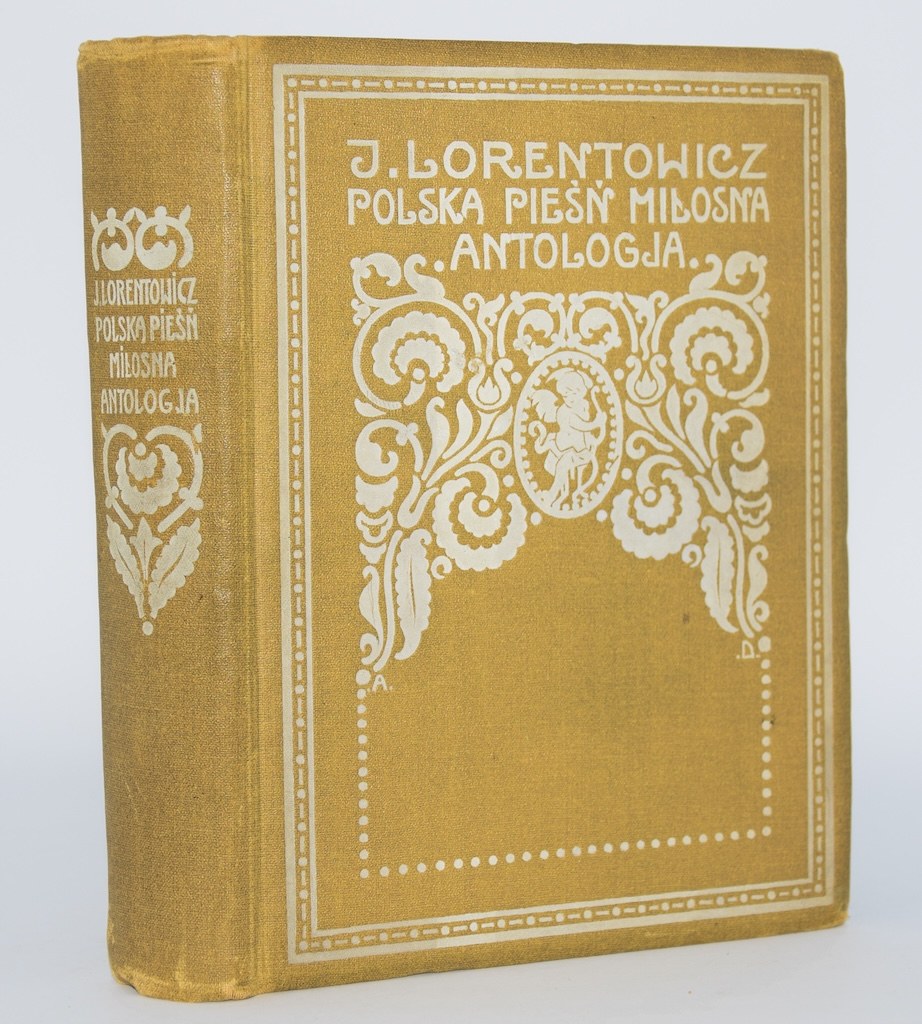 J. LORENTOWICZ
POLSKA PIEŚŃ MIŁOSNA
.ANTOLOGJA.
.A.
.D.
J. LORENTOWICZ
POLSKA PIEŚŃ
MIŁOSNA
ANTOLOGJA